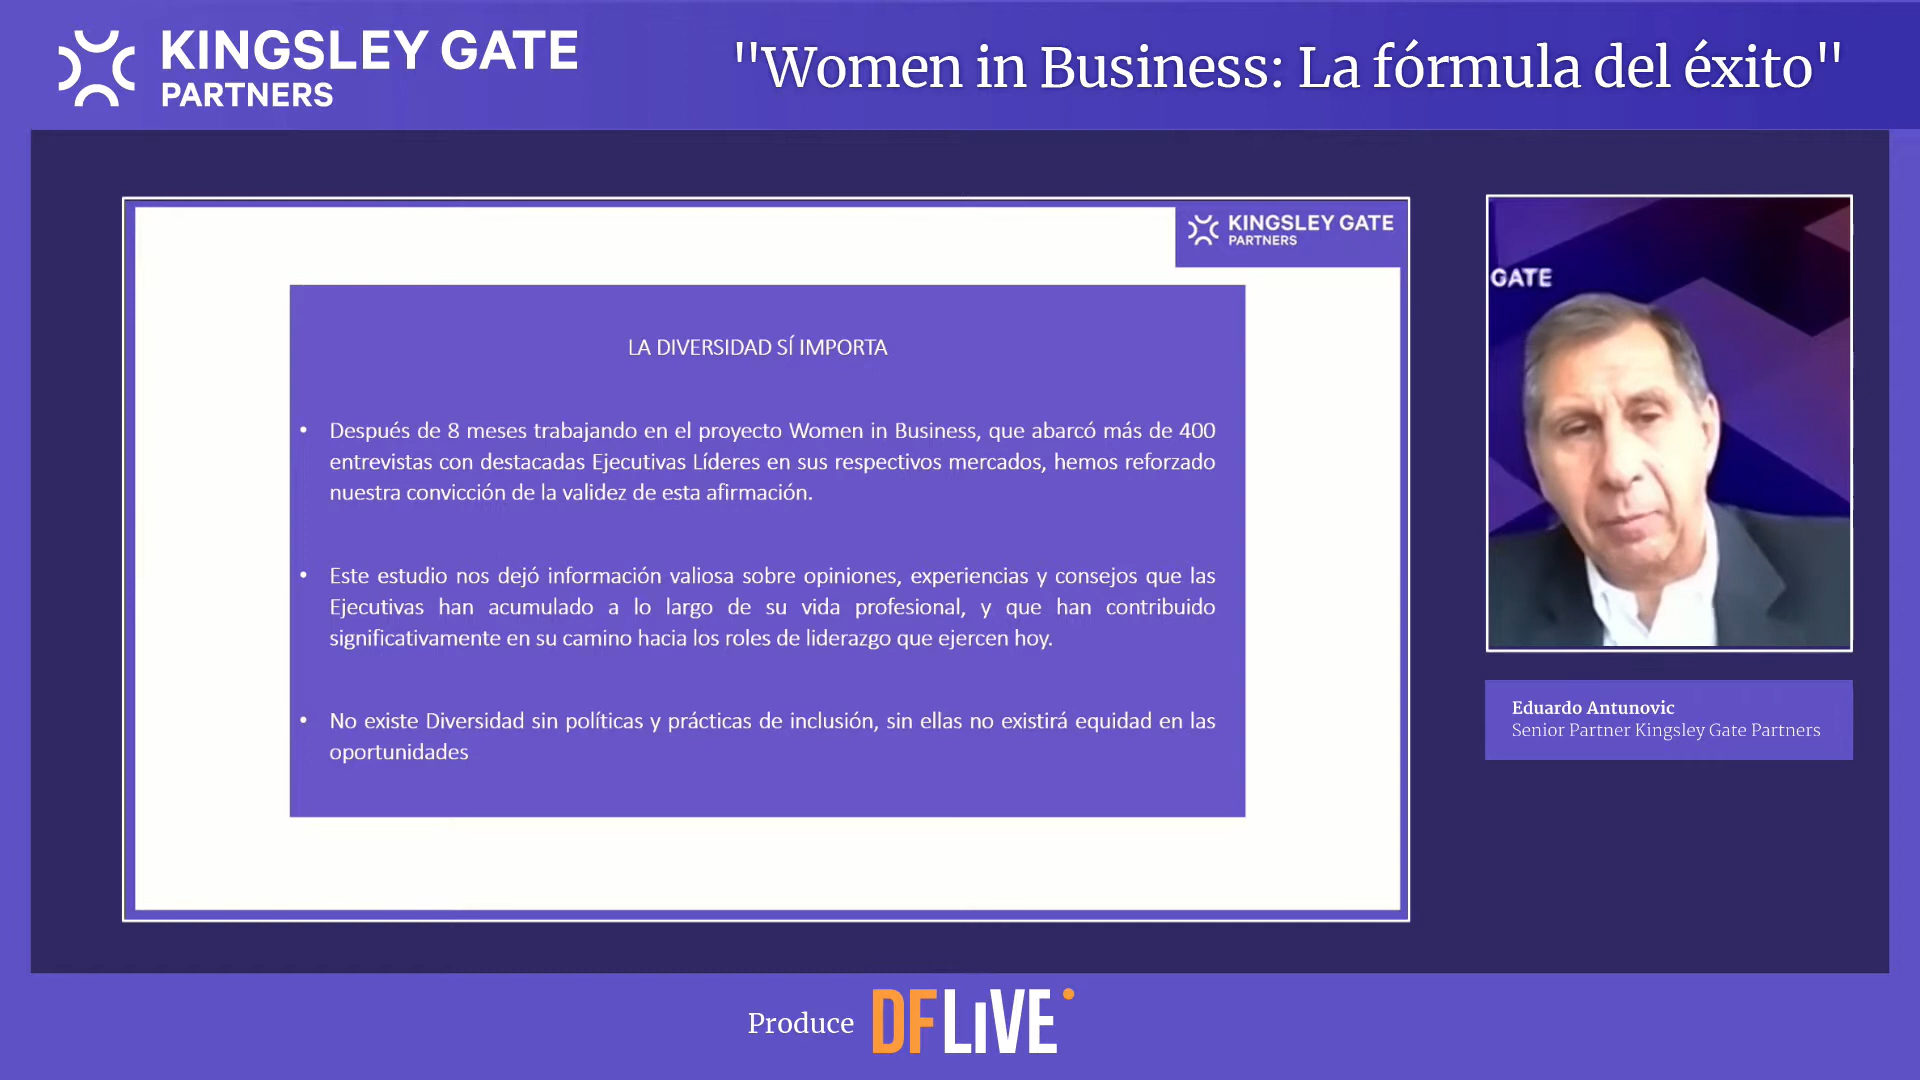 KINGSLEY GATE
PARTNERS
"Women in Business: La fórmula del éxito"
KINGSLEY GATE
PARTNERS
LA DIVERSIDAD SÍ IMPORTA
• Después de 8 meses trabajando en el proyecto Women in Business, que abarcó más de 400
entrevistas con destacadas Ejecutivas Líderes en sus respectivos mercados, hemos reforzado
nuestra convicción de la validez de esta afirmación.
• Este estudio nos dejó información valiosa sobre opiniones, experiencias y consejos que las
Ejecutivas han acumulado a lo largo de su vida profesional, y que han contribuido
significativamente en su camino hacia los roles de liderazgo que ejercen hoy.
• No existe Diversidad sin políticas y prácticas de inclusión, sin ellas no existirá equidad en las
oportunidades
GATE
Eduardo Antunovic
Senior Partner Kingsley Gate Partners
Produce DFLiVE